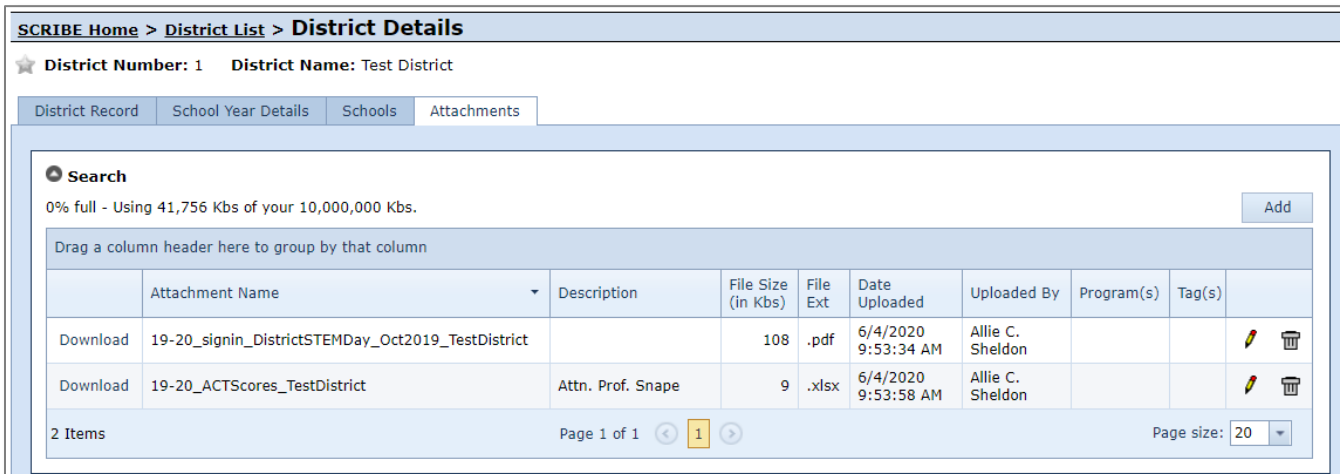 SCRIBE Home > District List > District Details
District Number: 1 District Name: Test District
District Record School Year Details Schools Attachments
Search
0% full - Using 41,756 Kbs of your 10,000,000 Kbs.
Add
Drag a column header here to group by that column
Attachment Name Description File Size (in Kbs) File Ext Date Uploaded Uploaded By Program(s) Tag(s)
Download 19-20_signin_DistrictSTEMDay_Oct2019_TestDistrict 108 .pdf 6/4/2020 9:53:34 AM Allie C. Sheldon
Download 19-20_ACTScores_TestDistrict Attn. Prof. Snape 9 .xlsx 6/4/2020 9:53:58 AM Allie C. Sheldon
2 Items Page 1 of 1 1 Page size: 20